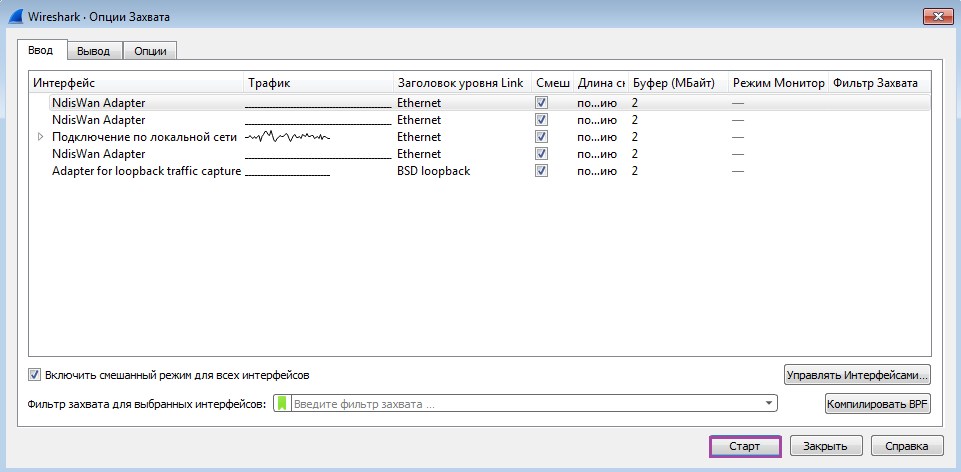 Wireshark · Опции Захвата
Ввод Вывод Опции
Интерфейс Трафик Заголовок уровня Link Смеш Длина сн Буфер (МБайт) Режим Монитор Фильтр Захвата
NdisWan Adapter Ethernet по...ию 2 —
NdisWan Adapter Ethernet по...ию 2 —
Подключение по локальной сети Ethernet по...ию 2 —
NdisWan Adapter Ethernet по...ию 2 —
Adapter for loopback traffic capture BSD loopback по...ию 2 —
Включить смешанный режим для всех интерфейсов Управлять Интерфейсами...
Фильтр захвата для выбранных интерфейсов: Введите фильтр захвата ... Компилировать BPF
Старт Закрыть Справка